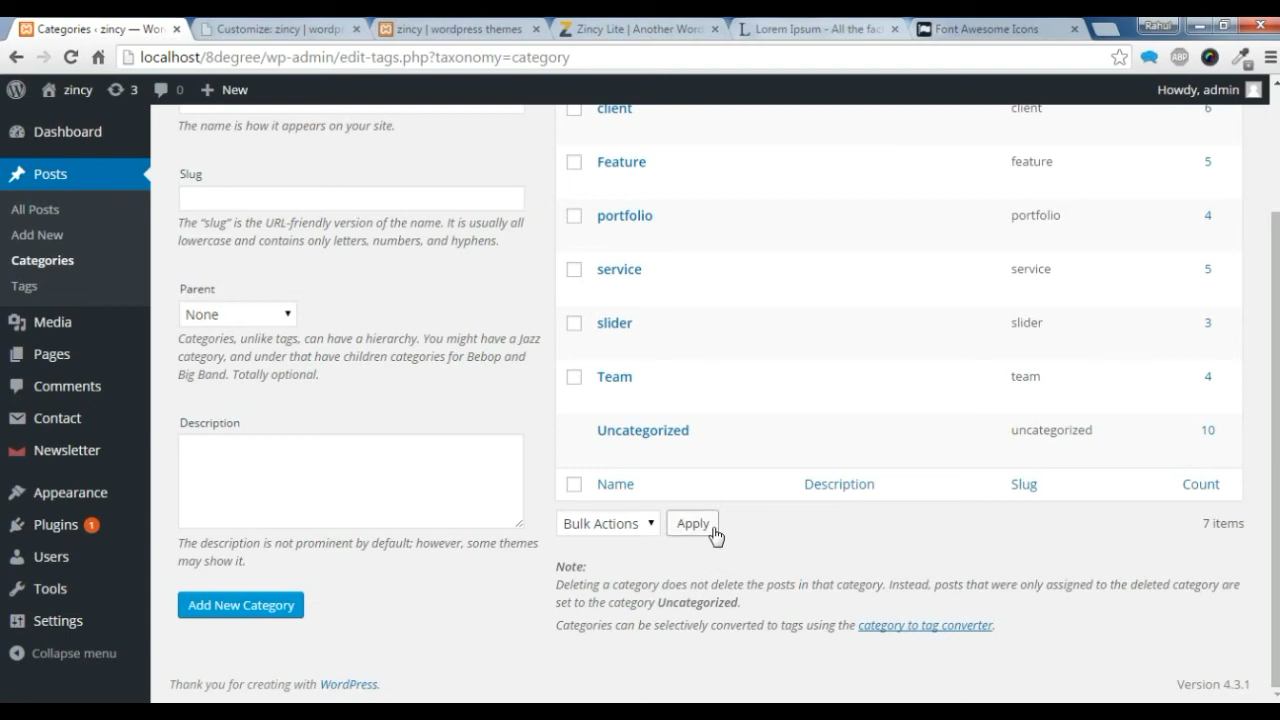 Categories ‹ zincy — Wor
Customize: zincy | wordp
zincy | wordpress themes
Zincy Lite | Another Word
Lorem Ipsum - All the fac
Font Awesome Icons
Rahul
localhost/8degree/wp-admin/edit-tags.php?taxonomy=category
ABP
zincy
3
0
New
Howdy, admin
Dashboard
Posts
All Posts
Add New
Categories
Tags
Media
Pages
Comments
Contact
Newsletter
Appearance
Plugins 1
Users
Tools
Settings
Collapse menu
The name is how it appears on your site.
Slug
The “slug” is the URL-friendly version of the name. It is usually all
lowercase and contains only letters, numbers, and hyphens.
Parent
None
Categories, unlike tags, can have a hierarchy. You might have a Jazz
category, and under that have children categories for Bebop and
Big Band. Totally optional.
Description
The description is not prominent by default; however, some themes
may show it.
Add New Category
client client 6
Feature feature 5
portfolio portfolio 4
service service 5
slider slider 3
Team team 4
Uncategorized uncategorized 10
Name Description Slug Count
Bulk Actions Apply 7 items
Note:
Deleting a category does not delete the posts in that category. Instead, posts that were only assigned to the deleted category are
set to the category Uncategorized.
Categories can be selectively converted to tags using the category to tag converter.
Thank you for creating with WordPress.
Version 4.3.1